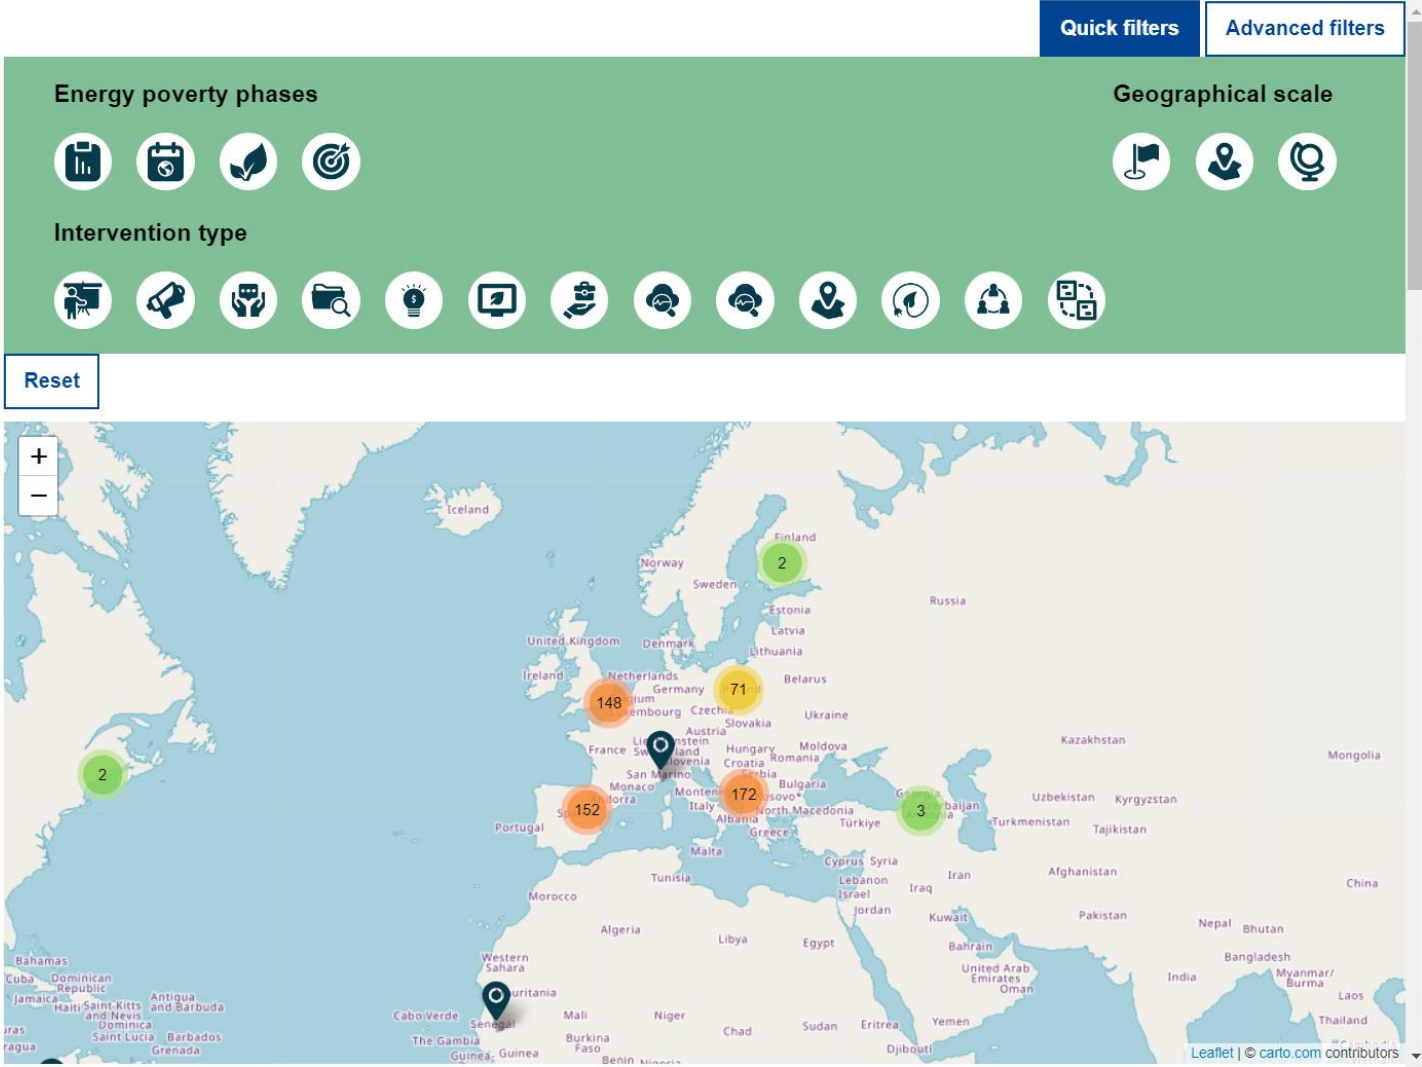 Quick filters
Advanced filters
Energy poverty phases
Geographical scale
Intervention type
Reset
+
−
Iceland
Finland
2
Norway
Sweden
Russia
Estonia
Latvia
United Kingdom
Denmark
Lithuania
Ireland
Netherlands
Belarus
Germany
71
148
Czech
Slovakia
Ukraine
Austria
Kazakhstan
France
Hungary
Moldova
Mongolia
Croatia
Romania
San Marino
2
Monaco
Bulgaria
172
Uzbekistan
Kyrgyzstan
Italy
North Macedonia
152
3
Portugal
Albania
Türkiye
Turkmenistan
Tajikistan
Greece
Malta
Cyprus
Syria
Tunisia
Lebanon
Iran
Afghanistan
Israel
Iraq
China
Morocco
Jordan
Kuwait
Pakistan
Nepal
Bhutan
Algeria
Libya
Egypt
Bahrain
Bahamas
Western
Sahara
Bangladesh
United Arab
Emirates
Oman
India
Myanmar/
Burma
Cuba
Dominican
Republic
Jamaica
Haiti
Saint Kitts
and Nevis
Antigua
and Barbuda
Laos
Dominica
Saint Lucia
Barbados
Grenada
Cabo Verde
Senegal
Mali
Niger
Chad
Sudan
Eritrea
Yemen
Thailand
The Gambia
Burkina
Faso
Guinea
Benin
Djibouti
Leaflet | © carto.com contributors